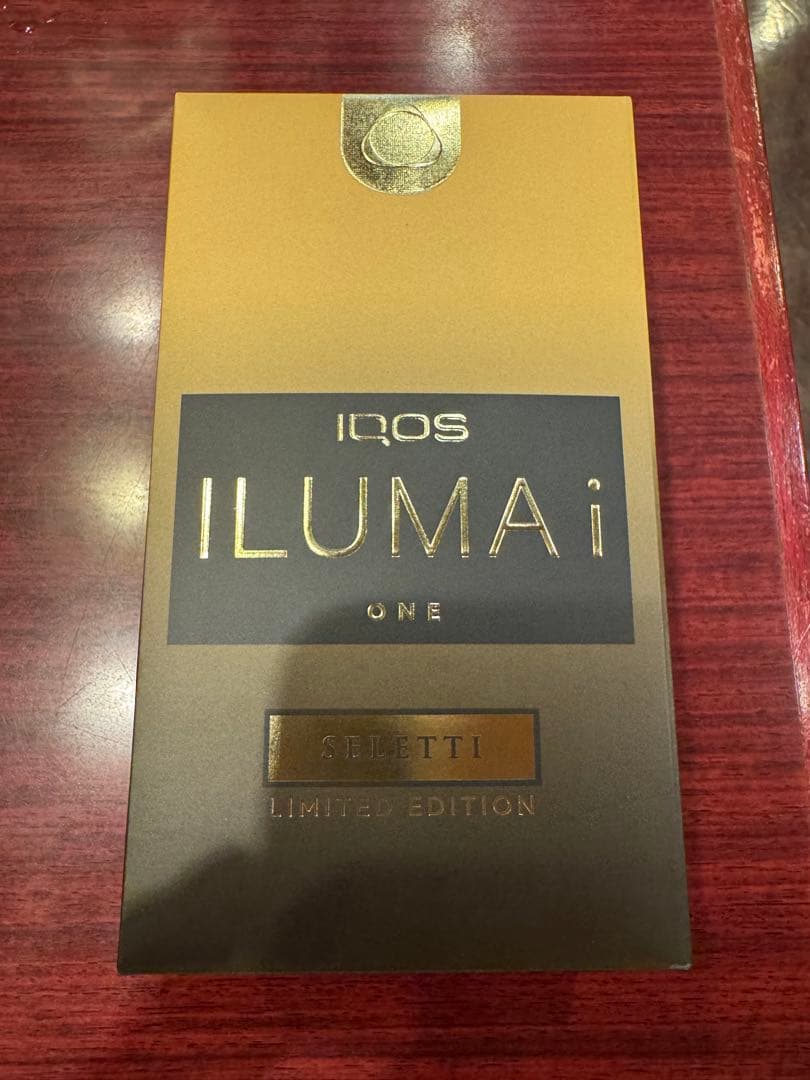 IQOS
ILUMA i
ONE
SELETTI
LIMITED EDITION